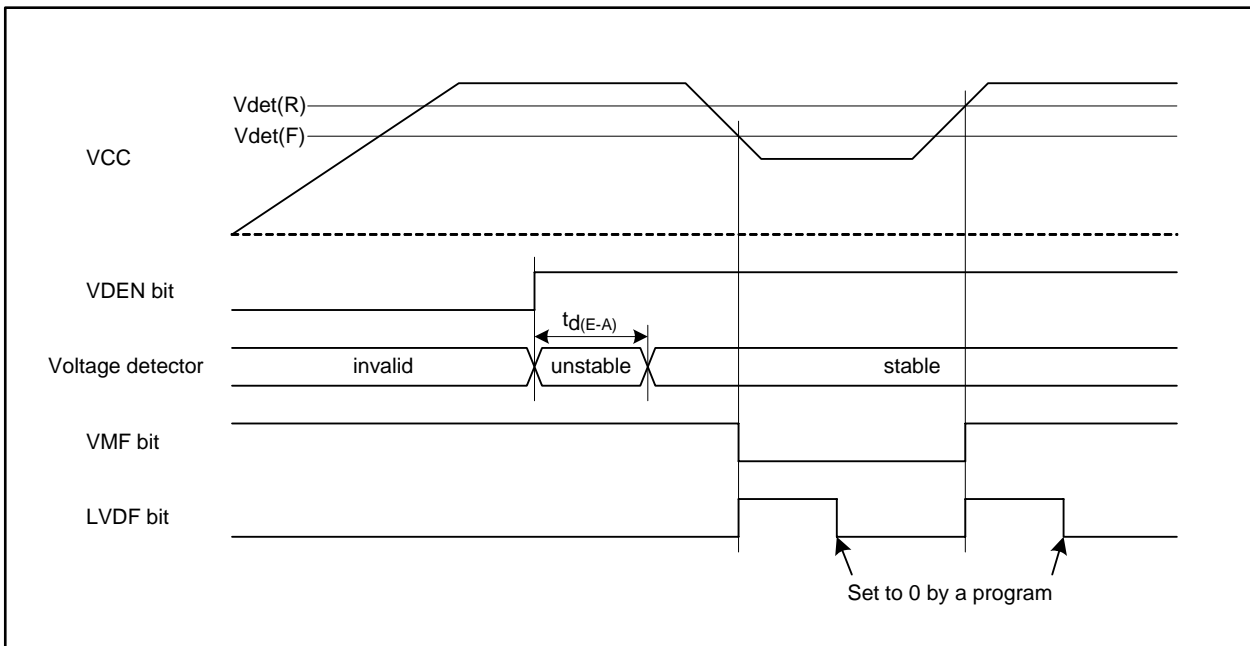 Vdet(R)
Vdet(F)
VCC
VDEN bit
td(E-A)
Voltage detector
invalid
unstable
stable
VMF bit
LVDF bit
Set to 0 by a program